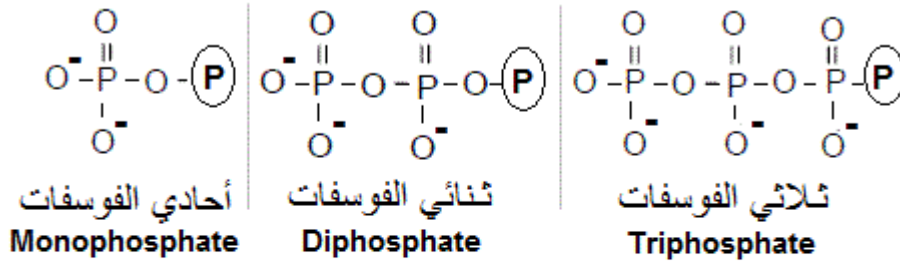 O
O⁻–P–O–P
O⁻
أحادي الفوسفات
Monophosphate
O O
O⁻–P–O–P–O–P
O⁻ O⁻
ثنائي الفوسفات
Diphosphate
O O O
O⁻–P–O–P–O–P–P
O⁻ O⁻ O⁻
ثلاثي الفوسفات
Triphosphate